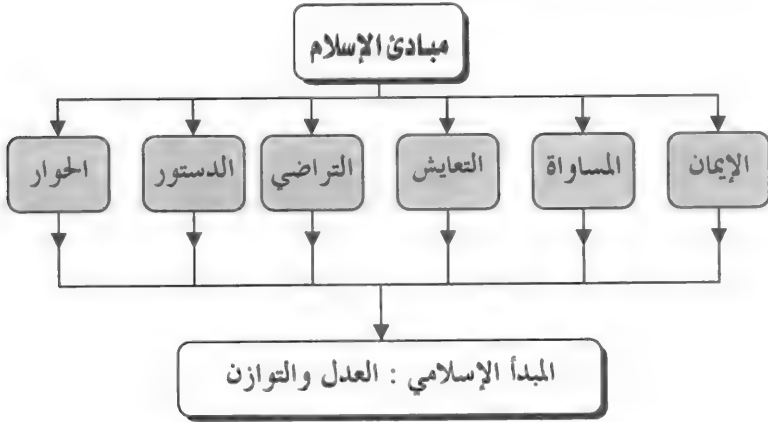 مبادئ الإسلام
الإيمان
المساواة
التعايش
التراضي
الدستور
الحوار
المبدأ الإسلامي : العدل والتوازن